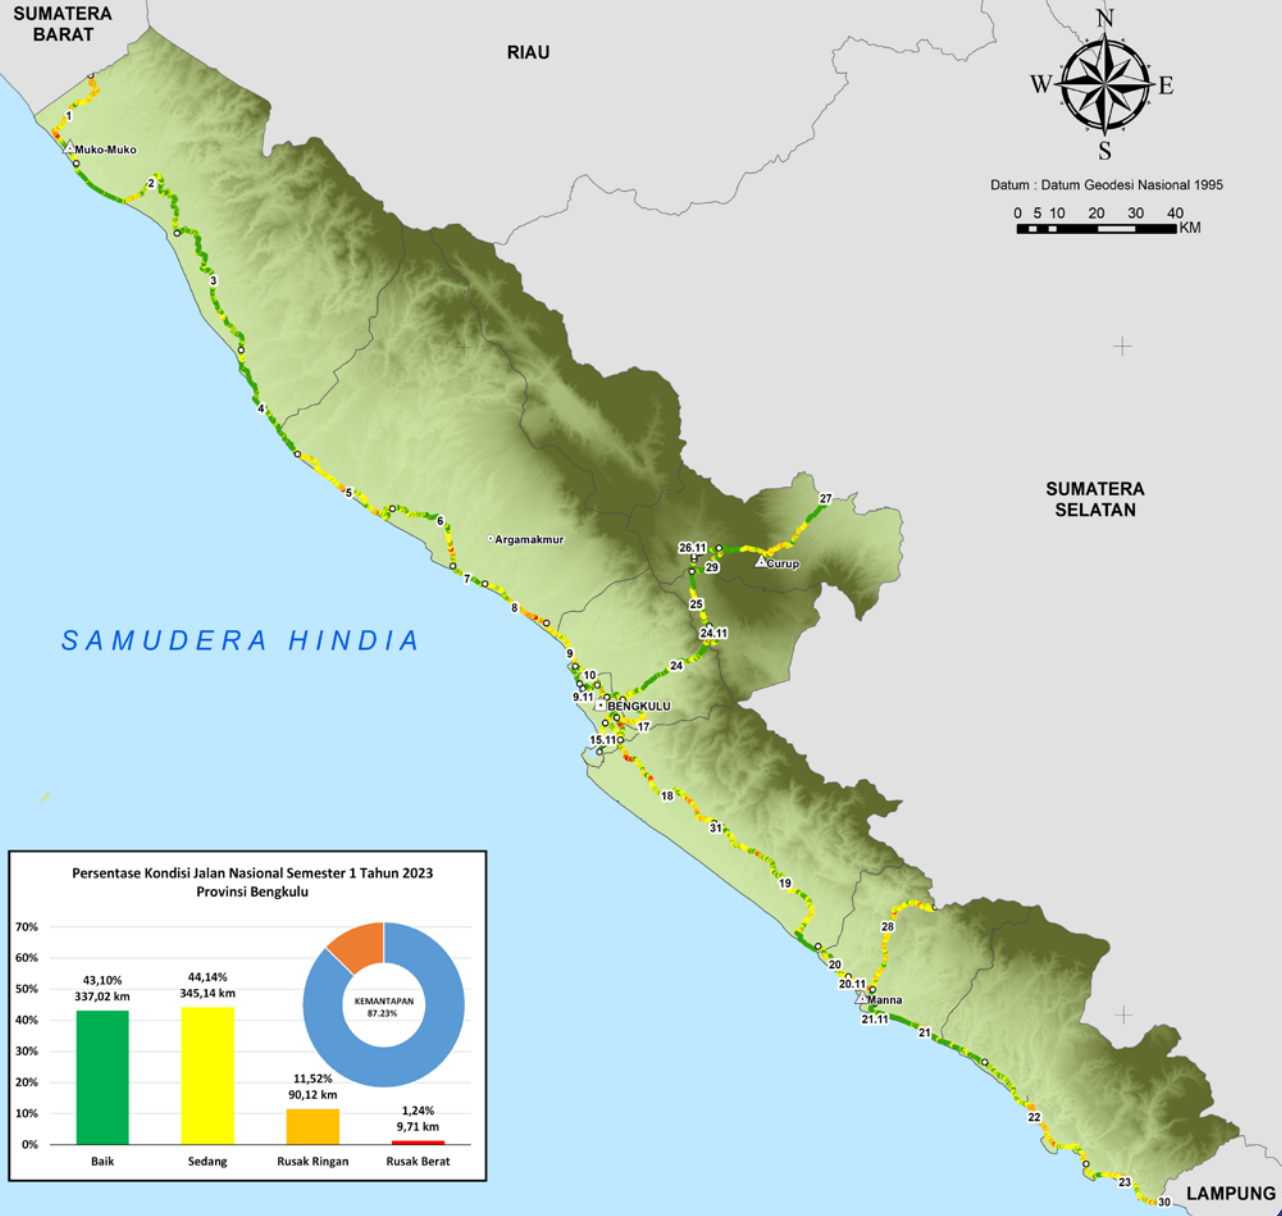 SUMATERA
BARAT
RIAU
N
W
E
S
Datum : Datum Geodesi Nasional 1995
0 5 10 20 30 40
KM
1
Muko-Muko
2
3
4
5
6
Argamakmur
7
8
9
10
9.11
BENGKULU
17
15.11
18
31
19
20
20.11
Manna
21.11
21
22
23
30
28
24
24.11
25
26.11
29
Curup
27
SUMATERA
SELATAN
SAMUDERA HINDIA
LAMPUNG
Persentase Kondisi Jalan Nasional Semester 1 Tahun 2023
Provinsi Bengkulu
70%
60%
50%
40%
30%
20%
10%
0%
43,10%
337,02 km
44,14%
345,14 km
11,52%
90,12 km
1,24%
9,71 km
KEMANTAPAN
87.23%
Baik
Sedang
Rusak Ringan
Rusak Berat